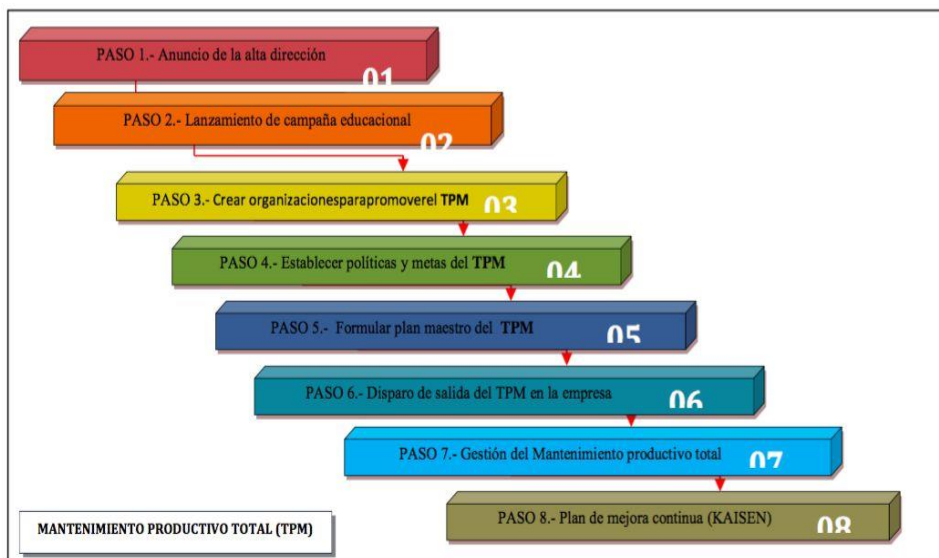 PASO 1.- Anuncio de la alta dirección
01
PASO 2.- Lanzamiento de campaña educacional
02
PASO 3.- Crear organizacionesparapromoverel TPM
03
PASO 4.- Establecer políticas y metas del TPM
04
PASO 5.- Formular plan maestro del TPM
05
PASO 6.- Disparo de salida del TPM en la empresa
06
PASO 7.- Gestión del Mantenimiento productivo total
07
PASO 8.- Plan de mejora continua (KAISEN)
08
MANTENIMIENTO PRODUCTIVO TOTAL (TPM)